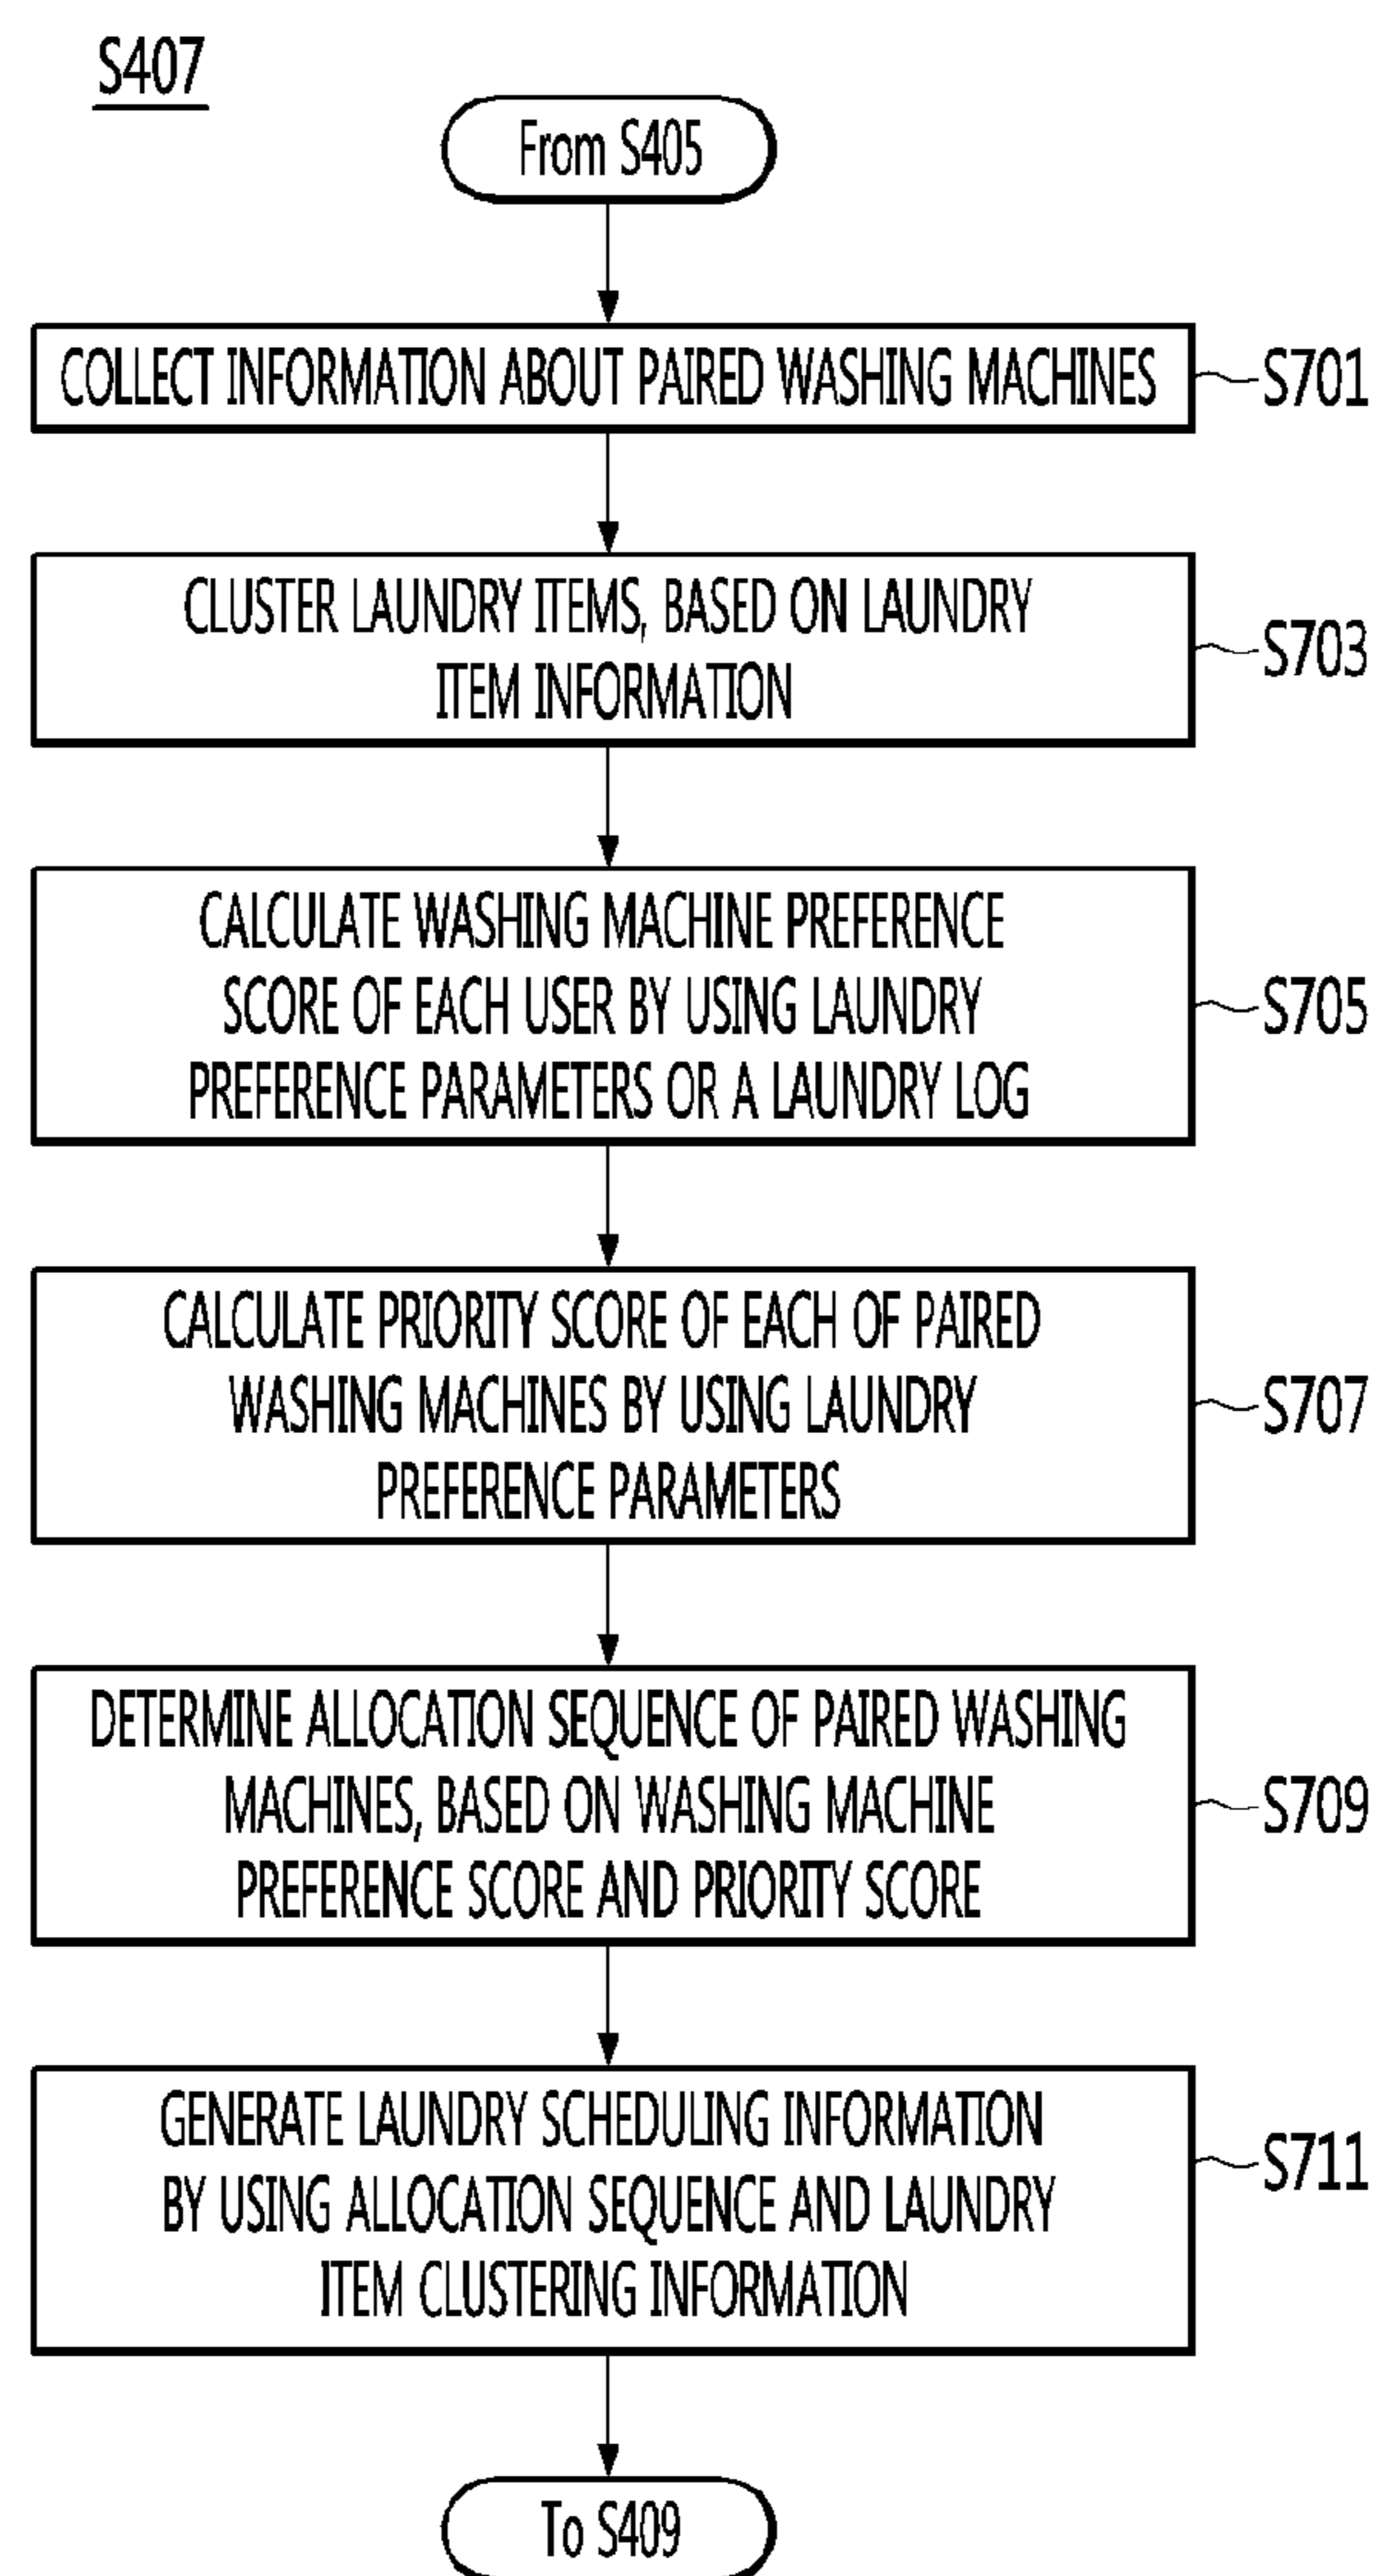 S407
From S405
COLLECT INFORMATION ABOUT PAIRED WASHING MACHINES
S701
CLUSTER LAUNDRY ITEMS, BASED ON LAUNDRY
ITEM INFORMATION
S703
CALCULATE WASHING MACHINE PREFERENCE
SCORE OF EACH USER BY USING LAUNDRY
PREFERENCE PARAMETERS OR A LAUNDRY LOG
S705
CALCULATE PRIORITY SCORE OF EACH OF PAIRED
WASHING MACHINES BY USING LAUNDRY
PREFERENCE PARAMETERS
S707
DETERMINE ALLOCATION SEQUENCE OF PAIRED WASHING
MACHINES, BASED ON WASHING MACHINE
PREFERENCE SCORE AND PRIORITY SCORE
S709
GENERATE LAUNDRY SCHEDULING INFORMATION
BY USING ALLOCATION SEQUENCE AND LAUNDRY
ITEM CLUSTERING INFORMATION
S711
To S409